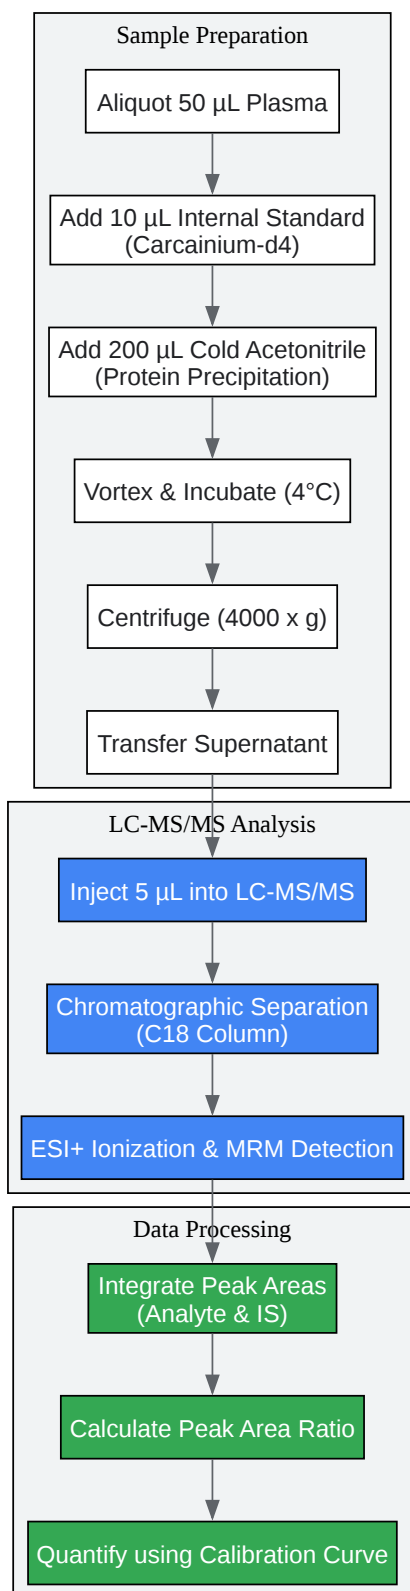 Sample Preparation
Aliquot 50 µL Plasma
Add 10 µL Internal Standard
(Carcainium-d4)
Add 200 µL Cold Acetonitrile
(Protein Precipitation)
Vortex & Incubate (4°C)
Centrifuge (4000 x g)
Transfer Supernatant
LC-MS/MS Analysis
Inject 5 µL into LC-MS/MS
Chromatographic Separation
(C18 Column)
ESI+ Ionization & MRM Detection
Data Processing
Integrate Peak Areas
(Analyte & IS)
Calculate Peak Area Ratio
Quantify using Calibration Curve